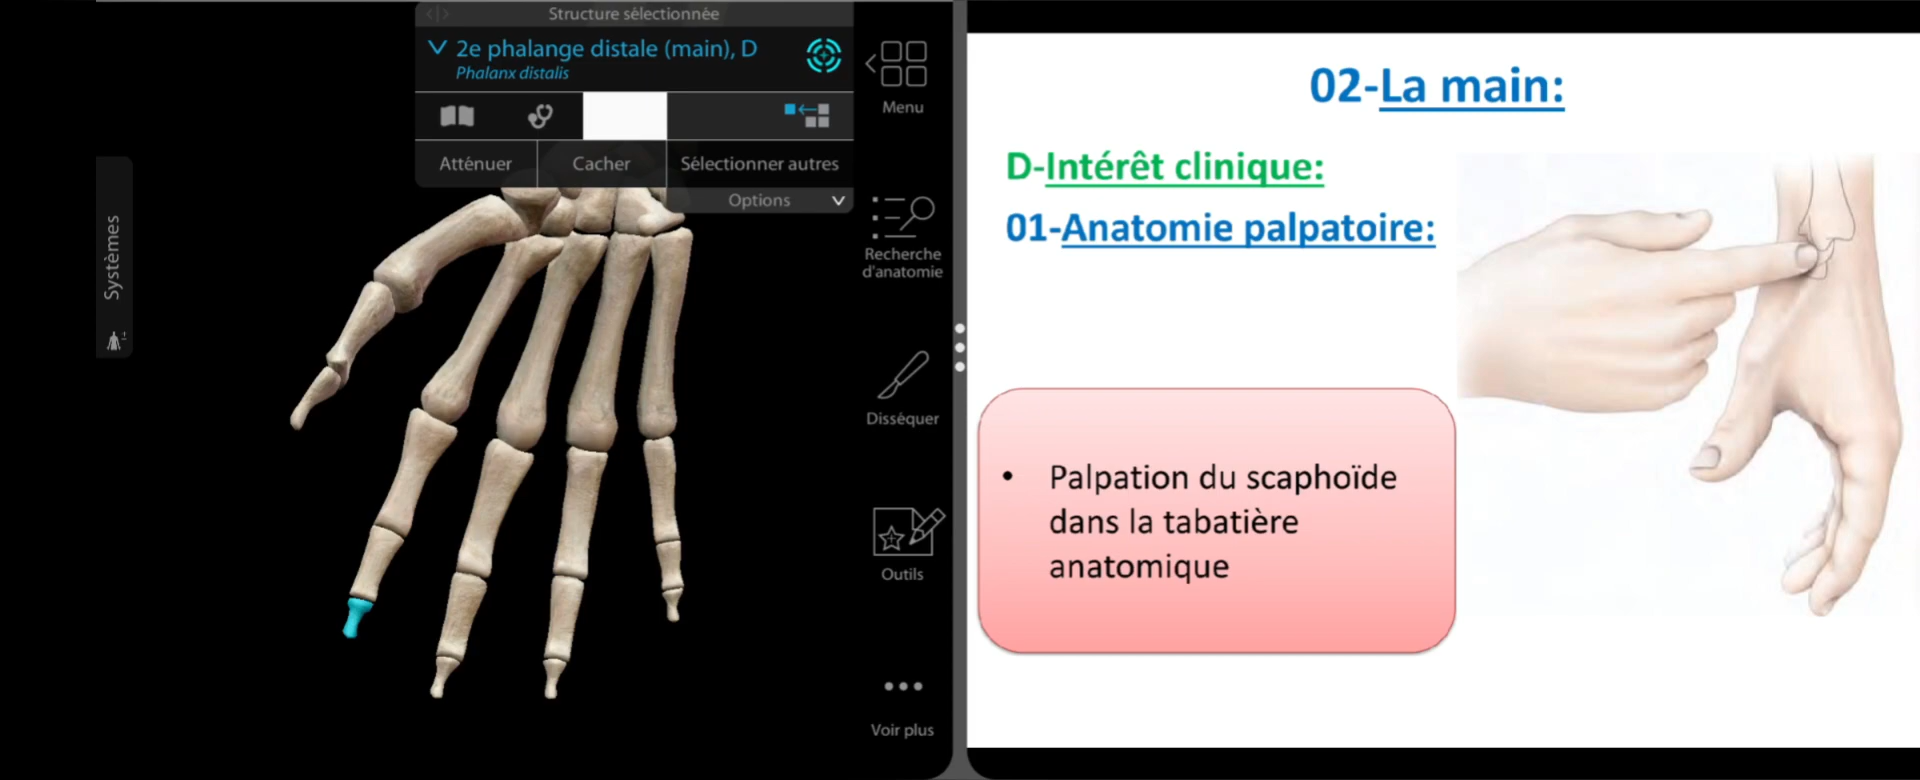 Structure sélectionnée
2e phalange distale (main), D
Phalanx distalis
Atténuer
Cacher
Sélectionner autres
Options
Systèmes
Menu
Recherche
d'anatomie
Disséquer
Outils
Voir plus
02-La main:
D-Intérêt clinique:
01-Anatomie palpatoire:
• Palpation du scaphoïde
dans la tabatière
anatomique